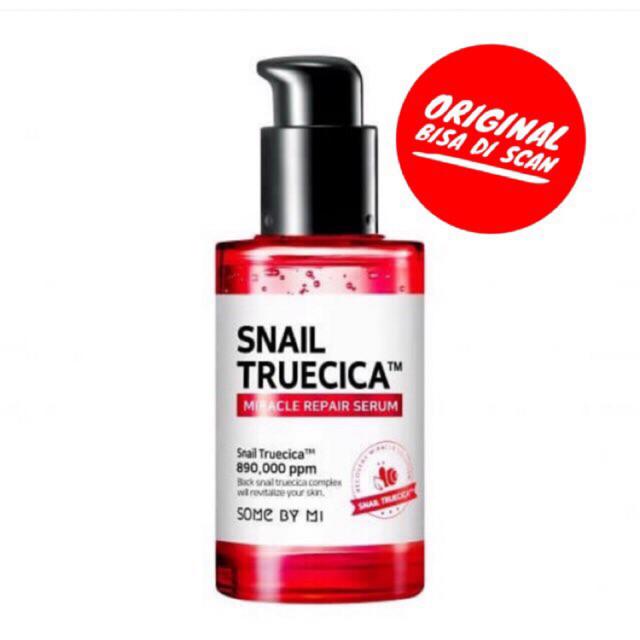 ORIGINAL
BISA DI SCAN
SNAIL
TRUECICA™
MIRACLE REPAIR SERUM
Snail Truecica™
890,000 ppm
Black snail truecica complex
will revitalize your skin.
SOME BY MI
SNAIL TRUECICA™